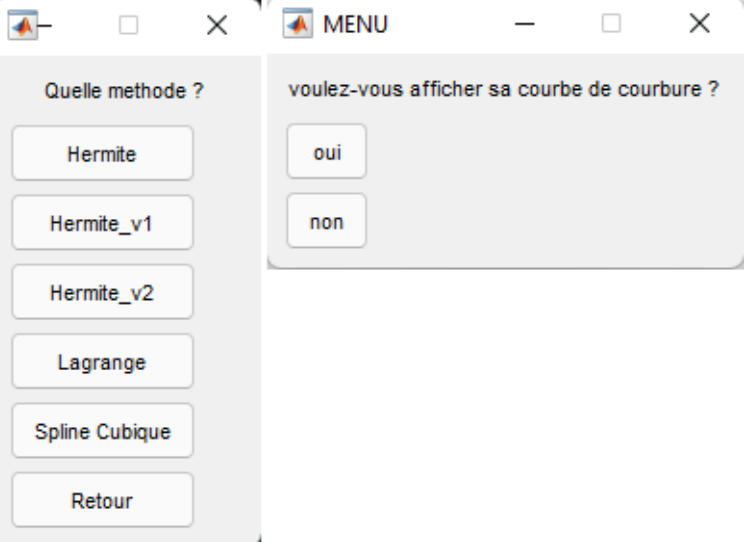 Quelle methode ?
Hermite
Hermite_v1
Hermite_v2
Lagrange
Spline Cubique
Retour
MENU
voulez-vous afficher sa courbe de courbure ?
oui
non